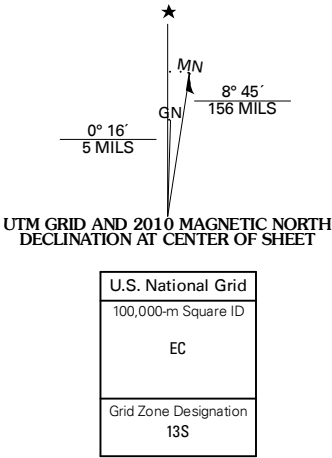 MN
8° 45´
156 MILS
GN
0° 16´
5 MILS
UTM GRID AND 2010 MAGNETIC NORTH
DECLINATION AT CENTER OF SHEET
U.S. National Grid
100,000-m Square ID
EC
Grid Zone Designation
13S